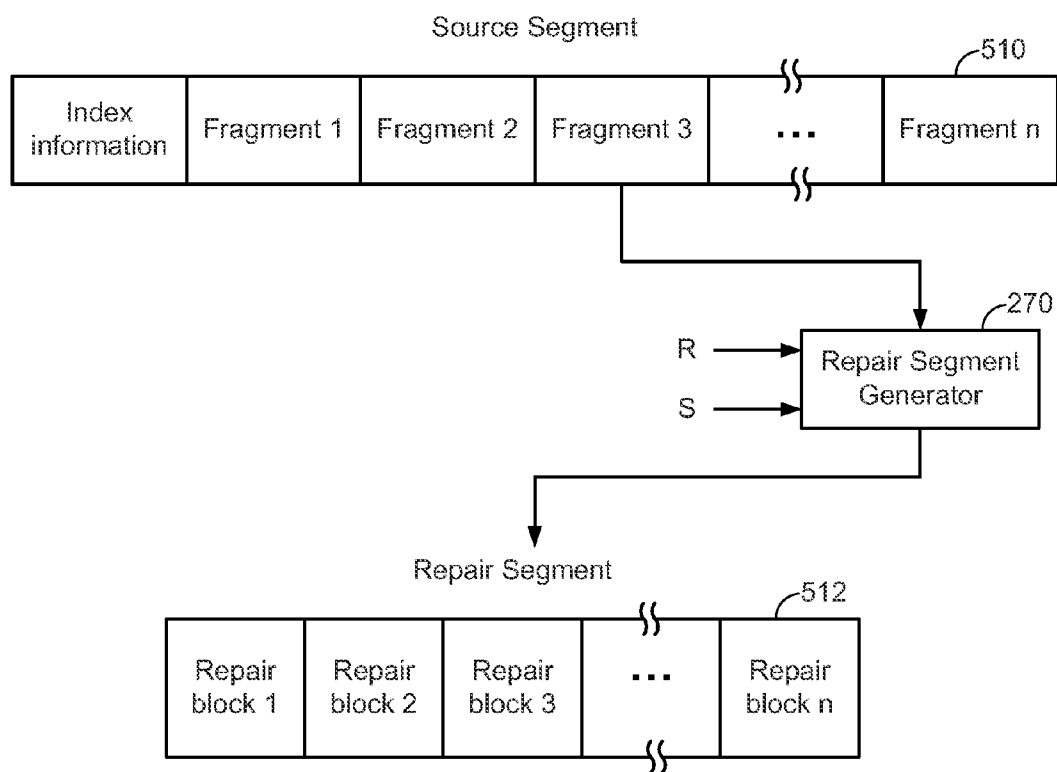 Source Segment
510
Index
information
Fragment 1
Fragment 2
Fragment 3
...
Fragment n
270
R
S
Repair Segment
Generator
Repair Segment
512
Repair
block 1
Repair
block 2
Repair
block 3
...
Repair
block n